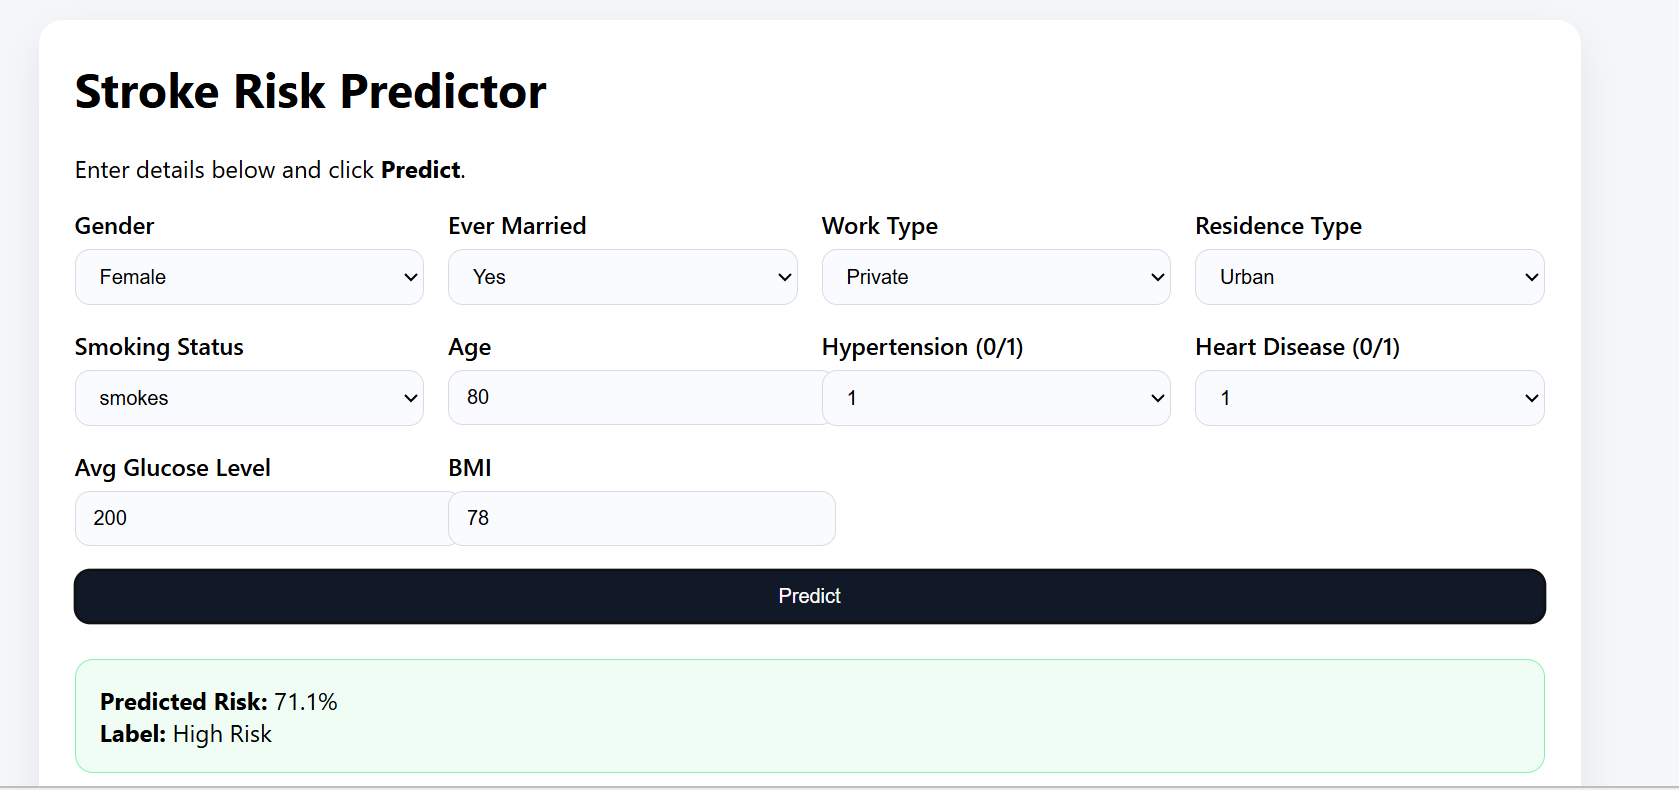 Stroke Risk Predictor
Enter details below and click Predict.
Gender Ever Married Work Type Residence Type
Female Yes Private Urban
Smoking Status Age Hypertension (0/1) Heart Disease (0/1)
smokes 80 1 1
Avg Glucose Level BMI
200 78
Predict
Predicted Risk: 71.1%
Label: High Risk